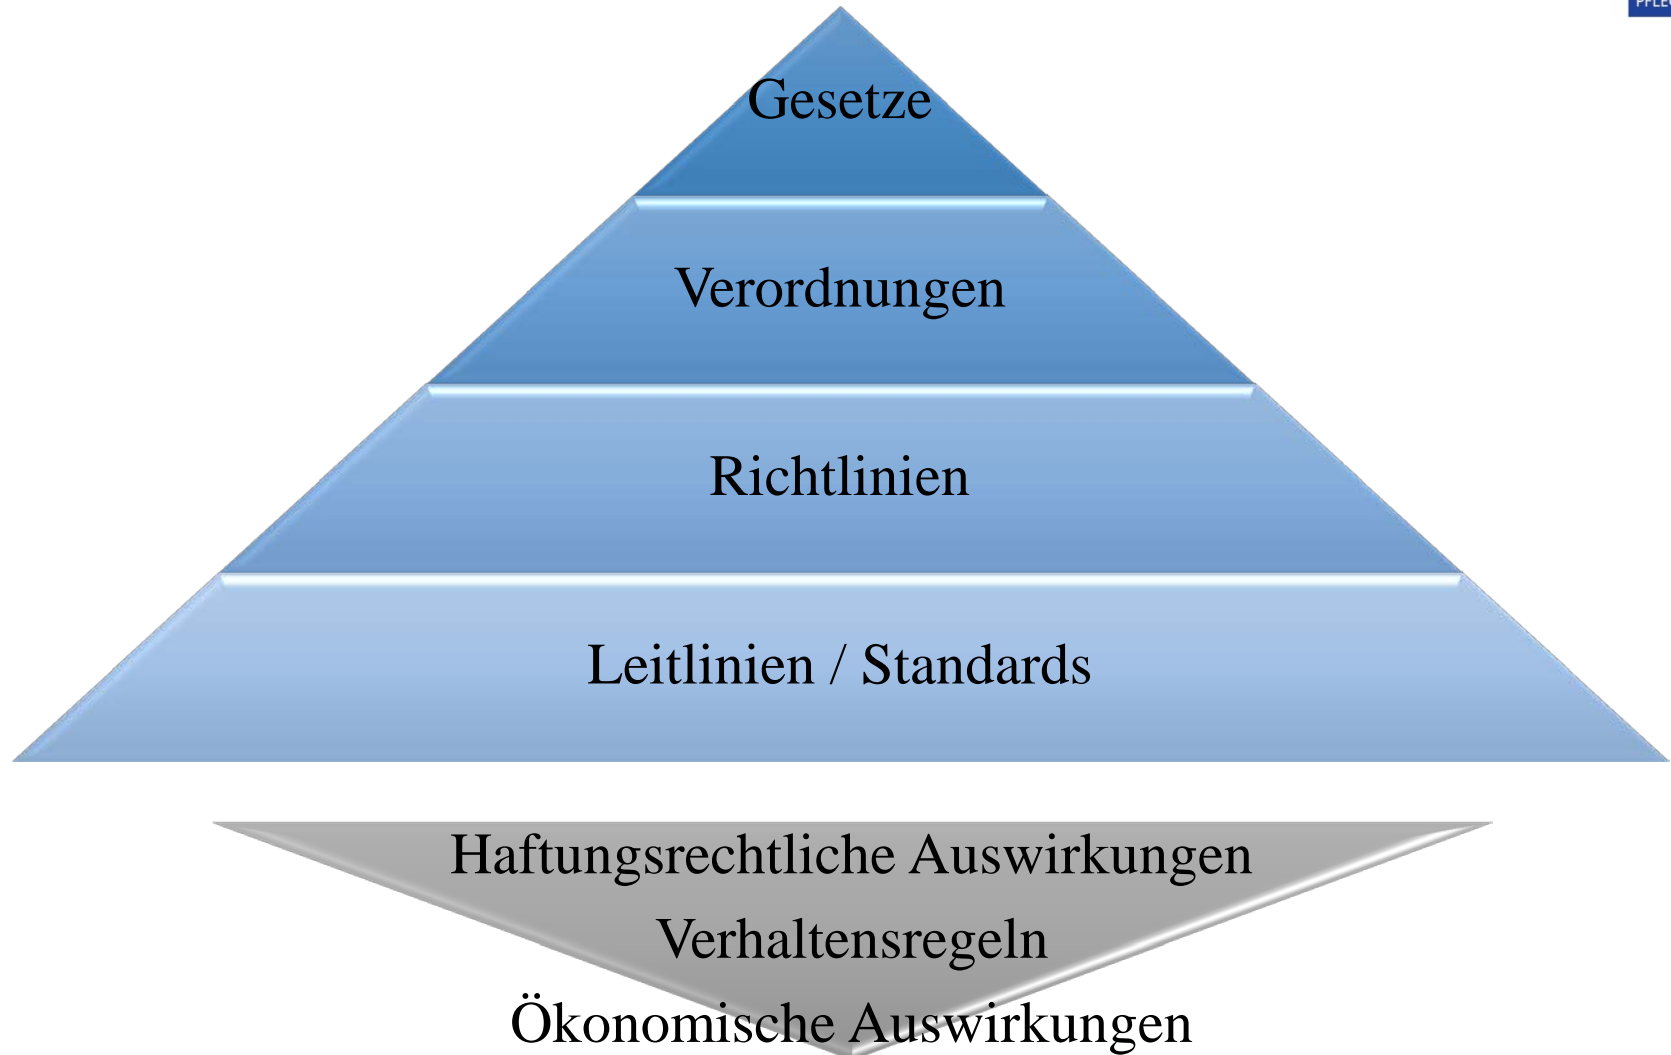 Gesetze
Verordnungen
Richtlinien
Leitlinien / Standards
Haftungsrechtliche Auswirkungen
Verhaltensregeln
Ökonomische Auswirkungen